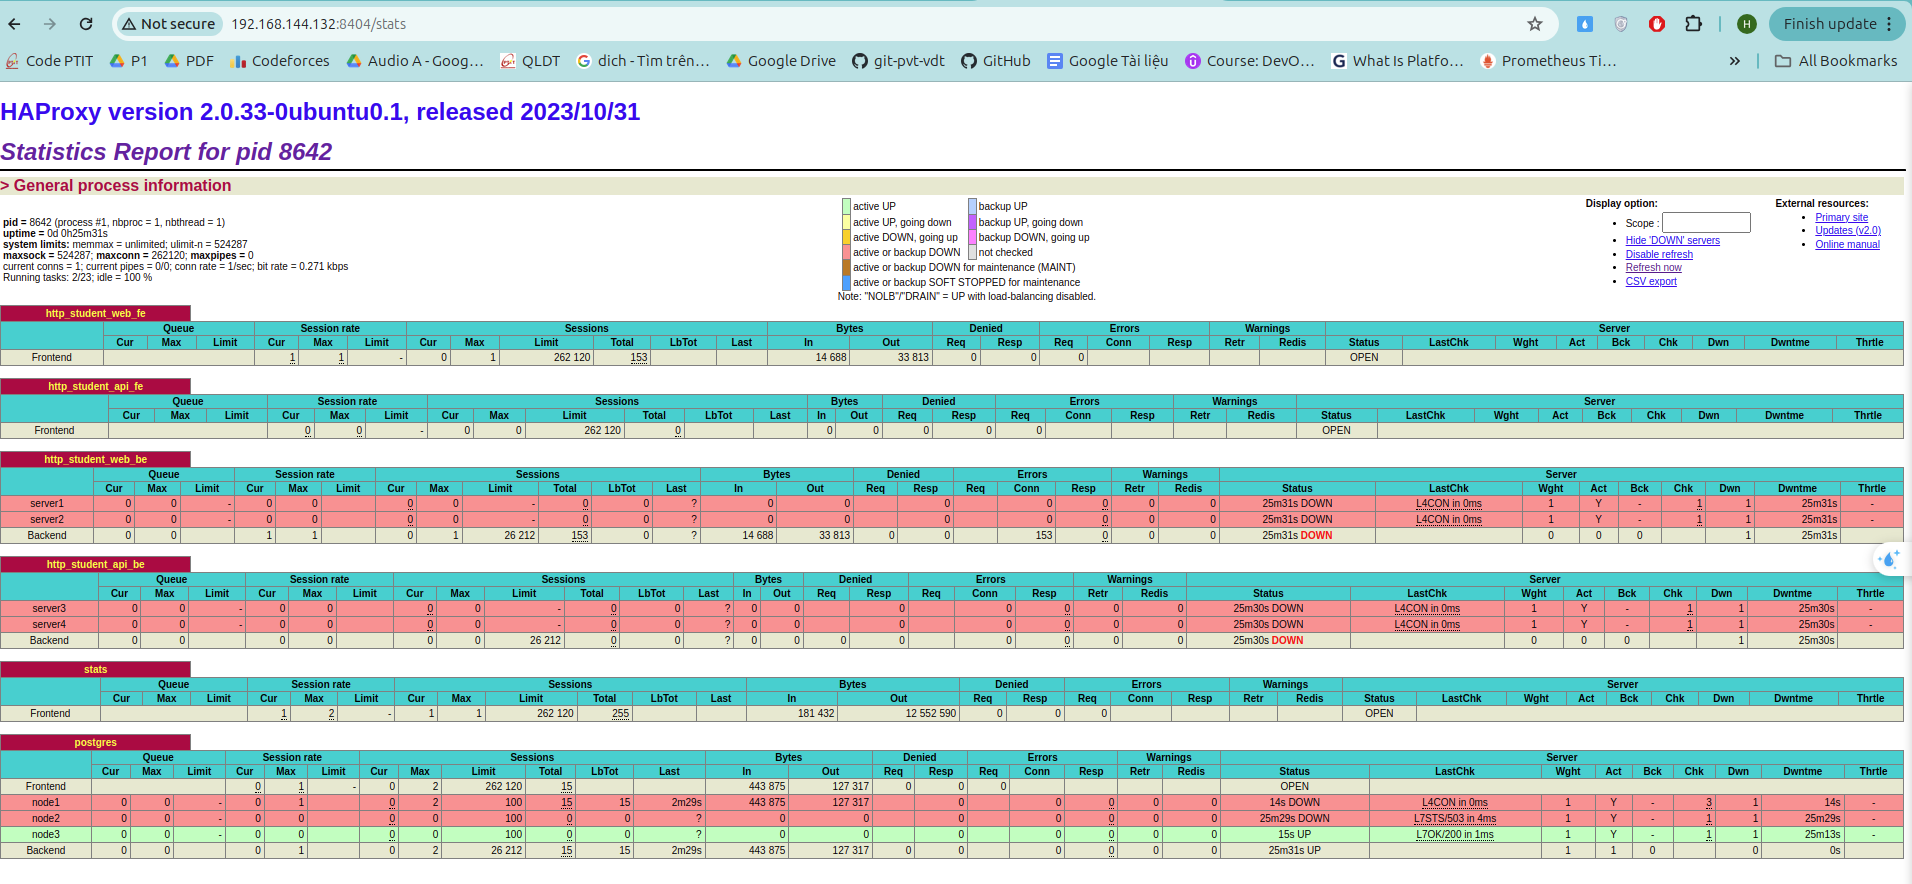 Not secure 192.168.144.132:8404/stats H Finish update
Code PTIT P1 PDF Codeforces Audio A - Goog... QLDT dich - Tìm trên... Google Drive git-pvt-vdt GitHub Google Tài liệu Course: DevO... What Is Platfo... Prometheus Ti... » All Bookmarks
HAProxy version 2.0.33-0ubuntu0.1, released 2023/10/31
Statistics Report for pid 8642
> General process information
pid = 8642 (process #1, nbproc = 1, nbthread = 1)
uptime = 0d 0h25m31s
system limits: memmax = unlimited; ulimit-n = 524287
maxsock = 524287; maxconn = 262120; maxpipes = 0
current conns = 1; current pipes = 0/0; conn rate = 1/sec; bit rate = 0.271 kbps
Running tasks: 2/23; idle = 100 %
active UP backup UP
active UP, going down backup UP, going down
active DOWN, going up backup DOWN, going up
active or backup DOWN not checked
active or backup DOWN for maintenance (MAINT)
active or backup SOFT STOPPED for maintenance
Note: "NOLB"/"DRAIN" = UP with load-balancing disabled.
Display option:
Scope :
Hide 'DOWN' servers
Disable refresh
Refresh now
CSV export
External resources:
Primary site
Updates (v2.0)
Online manual
http_student_web_fe
Queue Session rate Sessions Bytes Denied Errors Warnings Server
Cur Max Limit Cur Max Limit Cur Max Limit Total LbTot Last In Out Req Resp Req Conn Resp Retr Redis Status LastChk Wght Act Bck Chk Dwn Dwntme Thrtle
Frontend 1 1 - 0 1 262 120 153 14 688 33 813 0 0 0 OPEN
http_student_api_fe
Queue Session rate Sessions Bytes Denied Errors Warnings Server
Cur Max Limit Cur Max Limit Cur Max Limit Total LbTot Last In Out Req Resp Req Conn Resp Retr Redis Status LastChk Wght Act Bck Chk Dwn Dwntme Thrtle
Frontend 0 0 - 0 0 262 120 0 0 0 0 0 0 OPEN
http_student_web_be
Queue Session rate Sessions Bytes Denied Errors Warnings Server
Cur Max Limit Cur Max Limit Cur Max Limit Total LbTot Last In Out Req Resp Req Conn Resp Retr Redis Status LastChk Wght Act Bck Chk Dwn Dwntme Thrtle
server1 0 0 - 0 0 0 0 - 0 0 ? 0 0 0 0 0 0 0 25m31s DOWN L4CON in 0ms 1 Y - 1 1 25m31s -
server2 0 0 - 0 0 0 0 - 0 0 ? 0 0 0 0 0 0 0 25m31s DOWN L4CON in 0ms 1 Y - 1 1 25m31s -
Backend 0 0 1 1 0 1 26 212 153 0 ? 14 688 33 813 0 0 153 0 0 0 25m31s DOWN 0 0 0 1 25m31s
http_student_api_be
Queue Session rate Sessions Bytes Denied Errors Warnings Server
Cur Max Limit Cur Max Limit Cur Max Limit Total LbTot Last In Out Req Resp Req Conn Resp Retr Redis Status LastChk Wght Act Bck Chk Dwn Dwntme Thrtle
server3 0 0 - 0 0 0 0 - 0 0 ? 0 0 0 0 0 0 0 25m30s DOWN L4CON in 0ms 1 Y - 1 1 25m30s -
server4 0 0 - 0 0 0 0 - 0 0 ? 0 0 0 0 0 0 0 25m30s DOWN L4CON in 0ms 1 Y - 1 1 25m30s -
Backend 0 0 0 0 0 0 26 212 0 0 ? 0 0 0 0 0 0 0 0 25m30s DOWN 0 0 0 1 25m30s
stats
Queue Session rate Sessions Bytes Denied Errors Warnings Server
Cur Max Limit Cur Max Limit Cur Max Limit Total LbTot Last In Out Req Resp Req Conn Resp Retr Redis Status LastChk Wght Act Bck Chk Dwn Dwntme Thrtle
Frontend 1 2 - 1 1 262 120 255 181 432 12 552 590 0 0 0 OPEN
postgres
Queue Session rate Sessions Bytes Denied Errors Warnings Server
Cur Max Limit Cur Max Limit Cur Max Limit Total LbTot Last In Out Req Resp Req Conn Resp Retr Redis Status LastChk Wght Act Bck Chk Dwn Dwntme Thrtle
Frontend 0 1 - 0 2 262 120 15 443 875 127 317 0 0 0 OPEN
node1 0 0 - 0 1 0 2 100 15 15 2m29s 443 875 127 317 0 0 0 0 0 14s DOWN L4CON in 0ms 1 Y - 3 1 14s -
node2 0 0 - 0 0 0 0 100 0 0 ? 0 0 0 0 0 0 0 25m29s DOWN L7STS/503 in 4ms 1 Y - 1 1 25m29s -
node3 0 0 - 0 0 0 0 100 0 0 ? 0 0 0 0 0 0 0 15s UP L7OK/200 in 1ms 1 Y - 1 1 25m13s -
Backend 0 0 0 1 0 2 26 212 15 15 2m29s 443 875 127 317 0 0 0 0 0 0 25m31s UP 1 1 0 0 0s